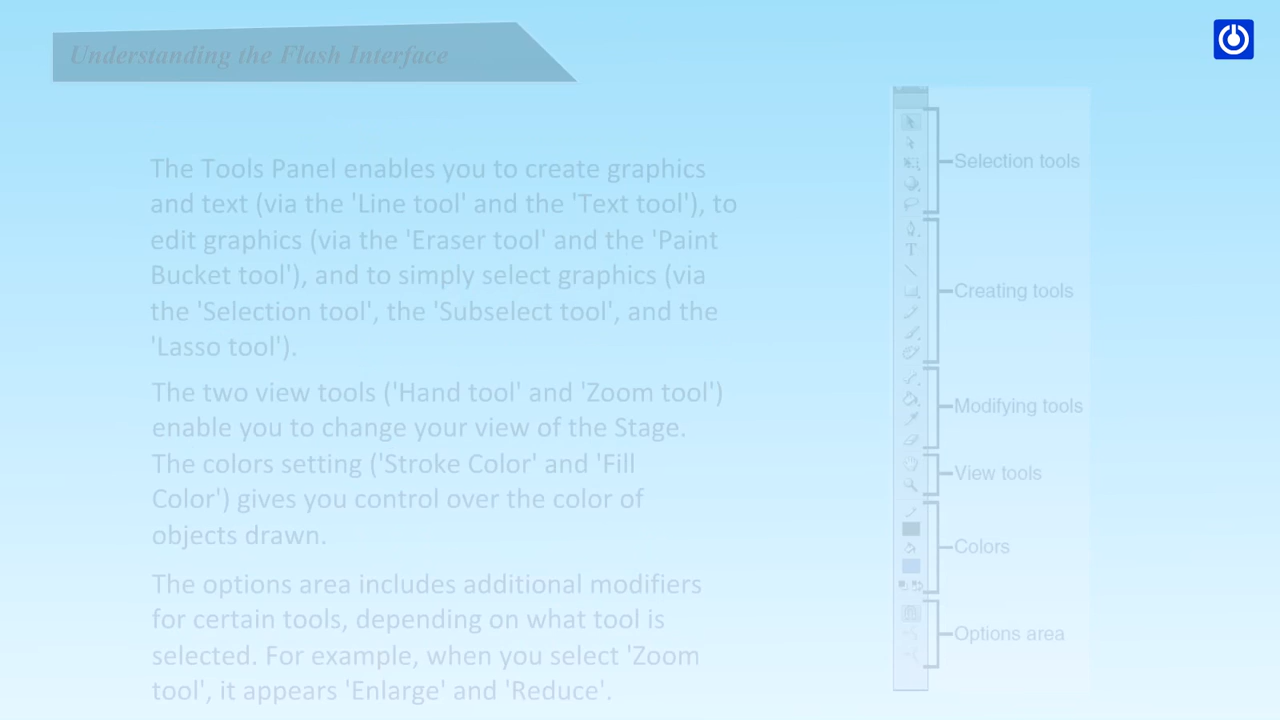 Understanding the Flash Interface
The Tools Panel enables you to create graphics
and text (via the 'Line tool' and the 'Text tool'), to
edit graphics (via the 'Eraser tool' and the 'Paint
Bucket tool'), and to simply select graphics (via
the 'Selection tool', the 'Subselect tool', and the
'Lasso tool').
The two view tools ('Hand tool' and 'Zoom tool')
enable you to change your view of the Stage.
The colors setting ('Stroke Color' and 'Fill
Color') gives you control over the color of
objects drawn.
The options area includes additional modifiers
for certain tools, depending on what tool is
selected. For example, when you select 'Zoom
tool', it appears 'Enlarge' and 'Reduce'.
Selection tools
Creating tools
Modifying tools
View tools
Colors
Options area